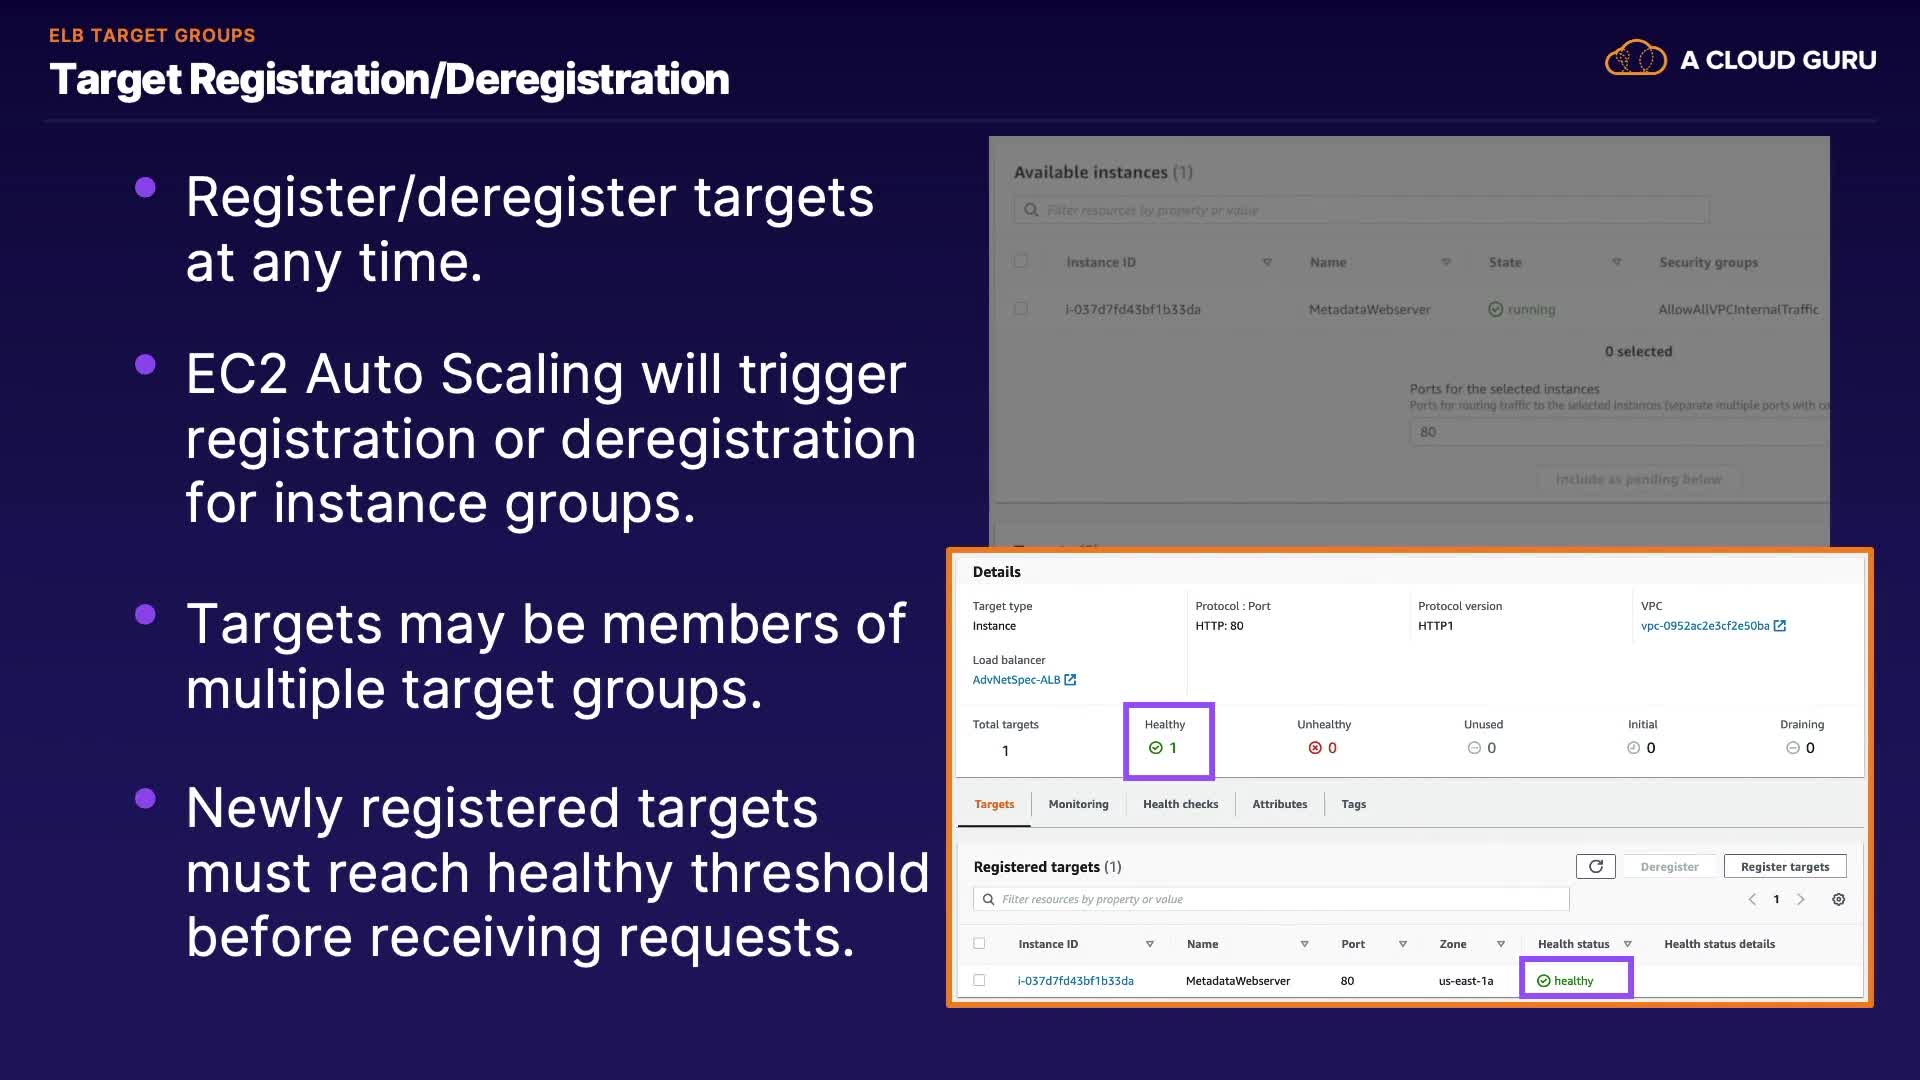 ELB TARGET GROUPS
Target Registration/Deregistration
A CLOUD GURU
Register/deregister targets
at any time.
EC2 Auto Scaling will trigger
registration or deregistration
for instance groups.
Targets may be members of
multiple target groups.
Newly registered targets
must reach healthy threshold
before receiving requests.
Available instances (1)
Filter resources by property or value
Instance ID Name State Security groups
i-037d7fd43bf1b33da MetadataWebserver running AllowAllVPCInternalTraffic
0 selected
Ports for the selected instances
Ports for routing traffic to the selected instances (separate multiple ports with
80
Include as pending below
Details
Target type Protocol : Port Protocol version VPC
Instance HTTP: 80 HTTP1 vpc-0952ac2e3cf2e50ba
Load balancer
AdvNetSpec-ALB
Total targets Healthy Unhealthy Unused Initial Draining
1 1 0 0 0 0
Targets Monitoring Health checks Attributes Tags
Registered targets (1) Deregister Register targets
Filter resources by property or value 1
Instance ID Name Port Zone Health status Health status details
i-037d7fd43bf1b33da MetadataWebserver 80 us-east-1a healthy